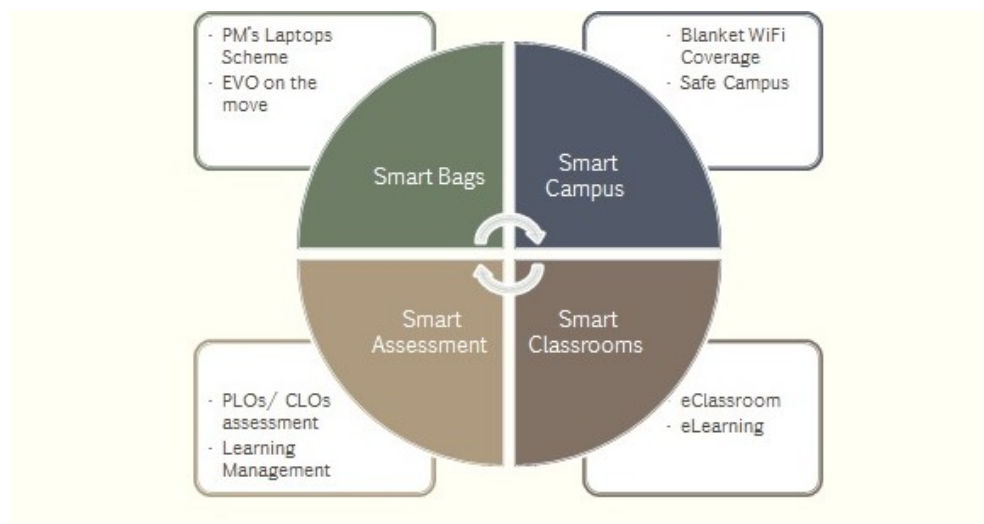 · PM's Laptops
Scheme
· EVO on the
move
· Blanket WiFi
Coverage
· Safe Campus
Smart Bags
Smart
Campus
Smart
Assessment
Smart
Classrooms
· PLOs/ CLOs
assessment
· Learning
Management
· eClassroom
· eLearning